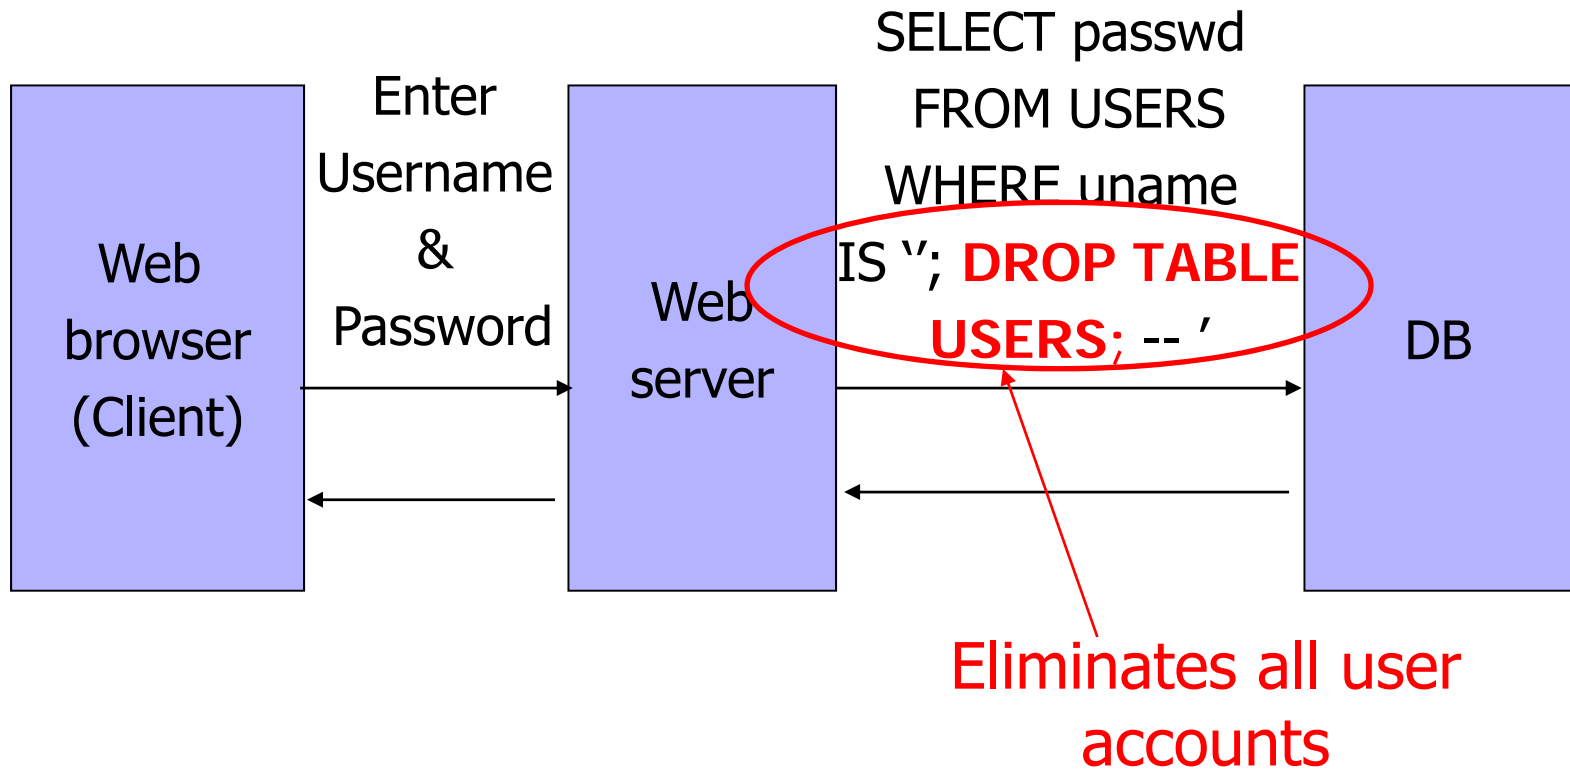 Web
browser
(Client)
Enter
Username
&
Password
Web
server
SELECT passwd
FROM USERS
WHERE uname
IS ‘’; DROP TABLE
USERS; -- ’
DB
Eliminates all user
accounts